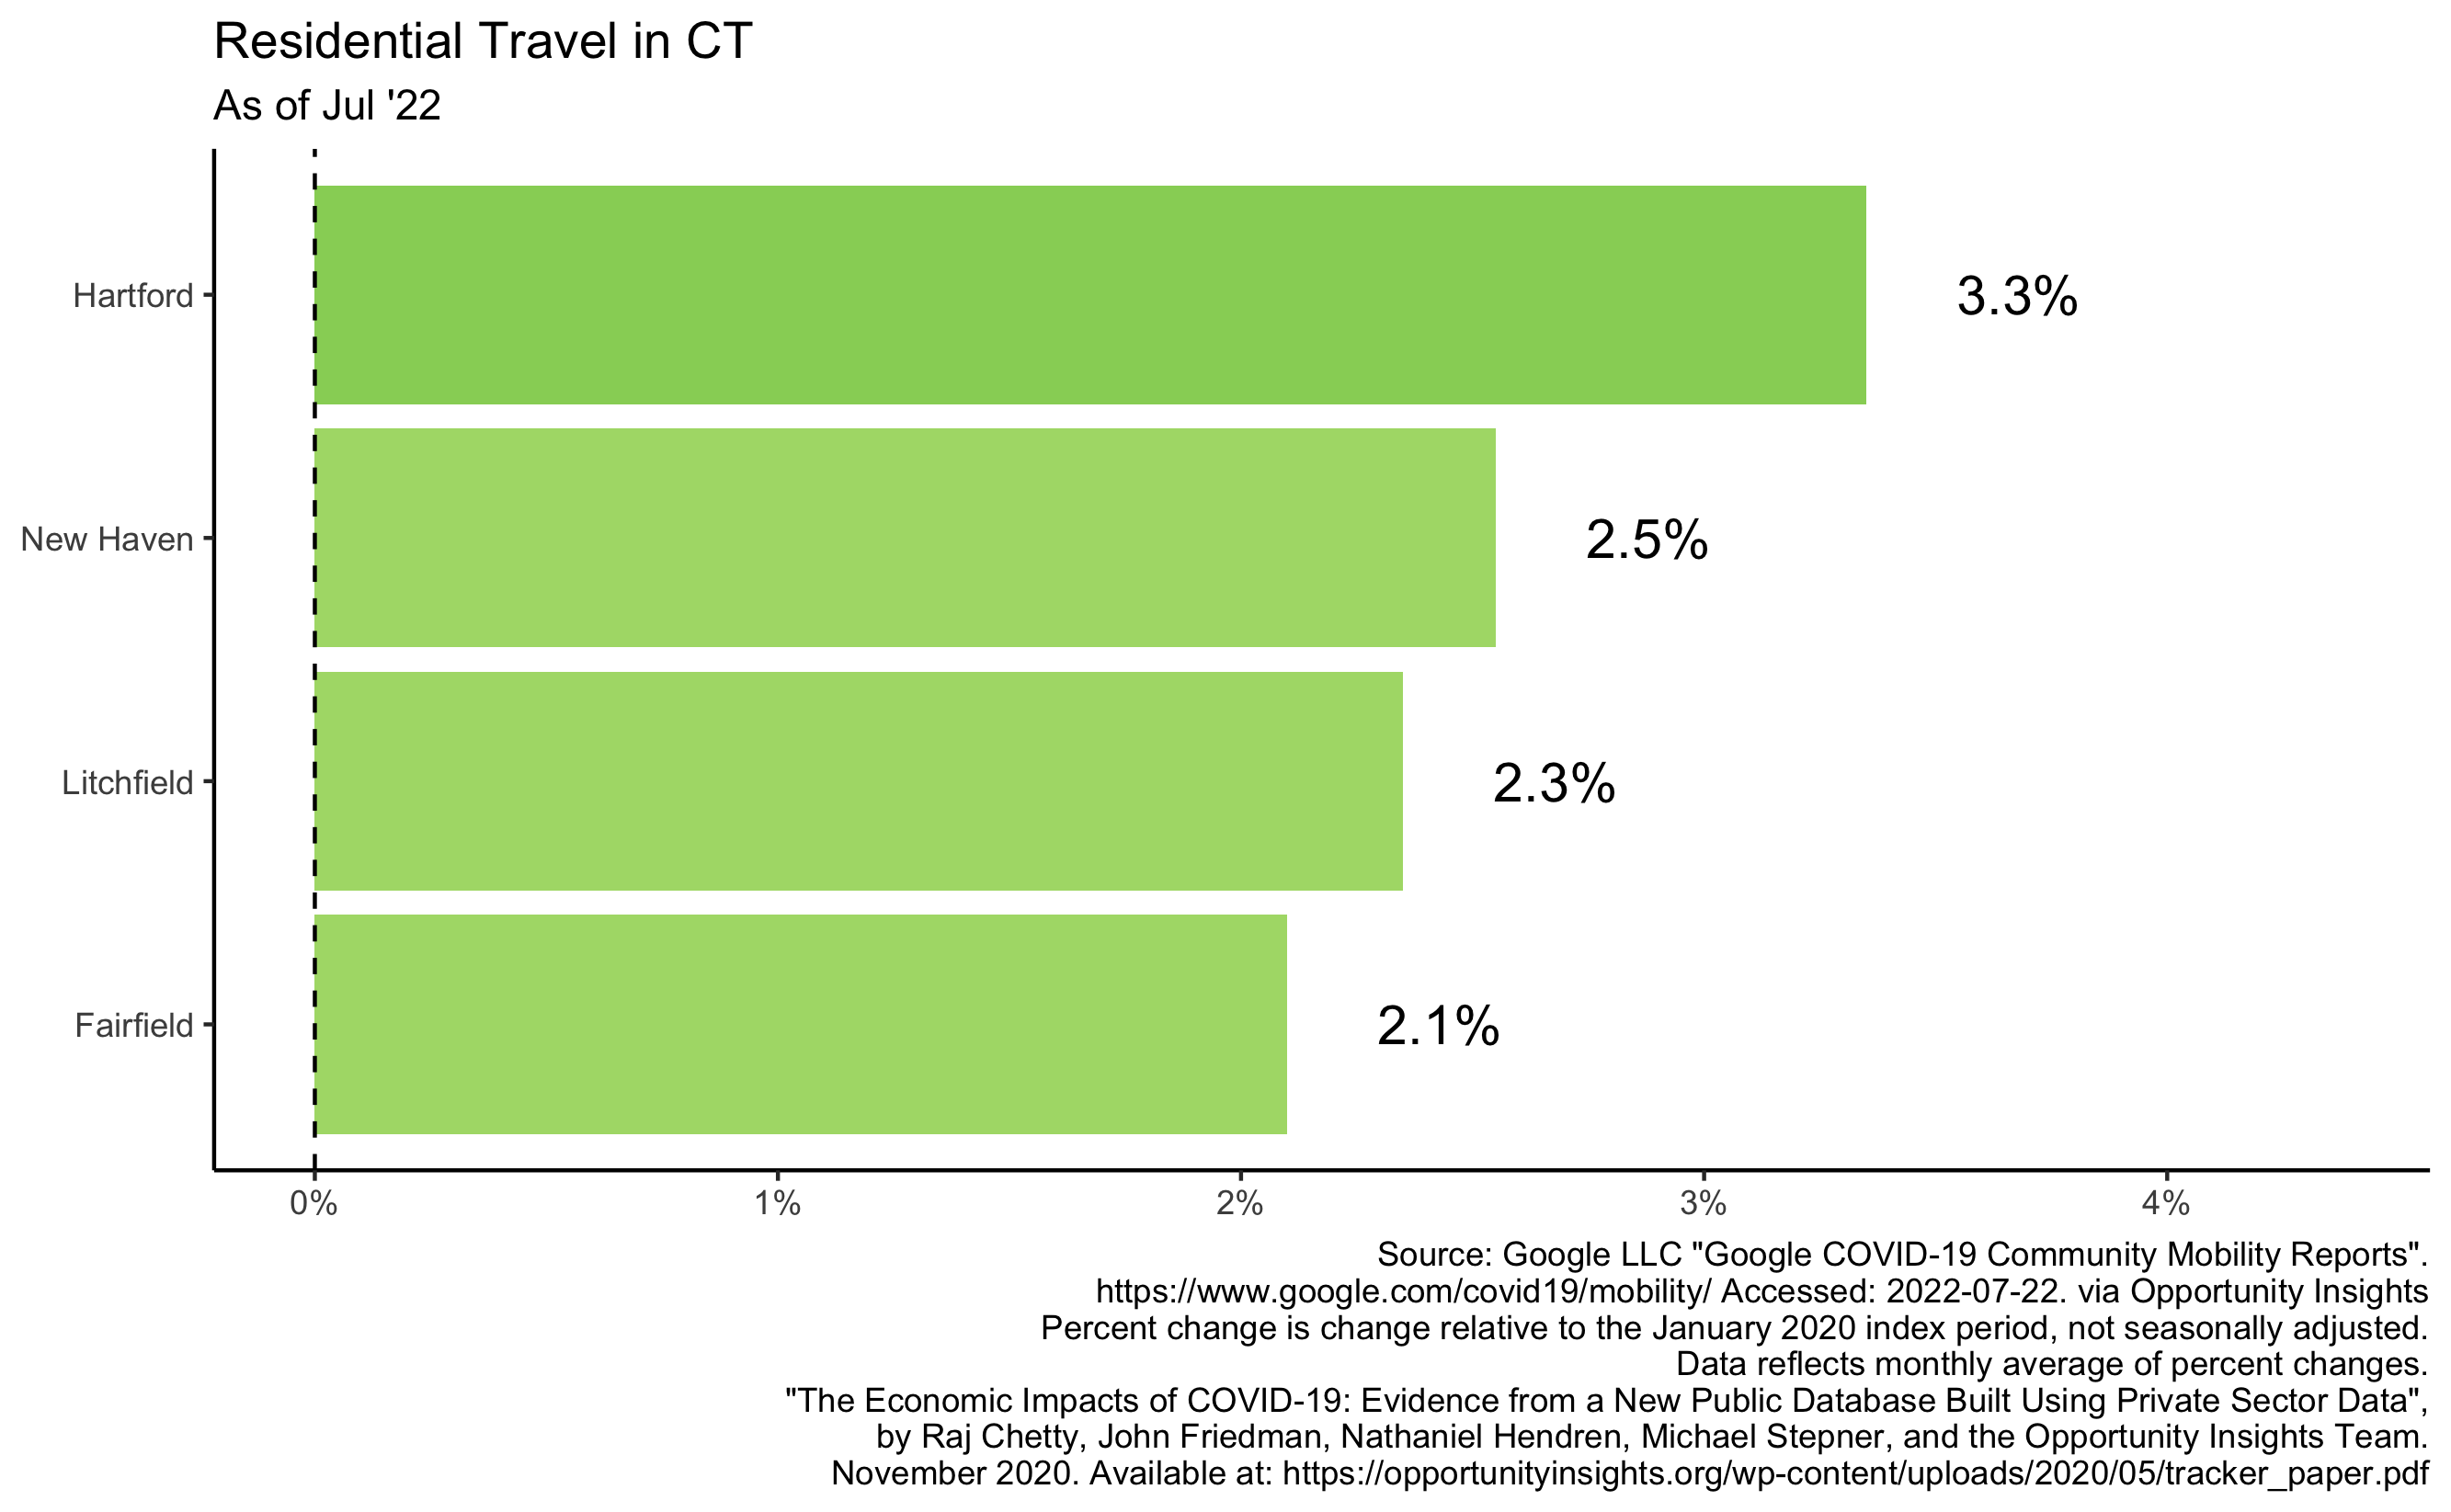 Residential Travel in CT
As of Jul '22
Hartford
3.3%
New Haven
2.5%
Litchfield
2.3%
Fairfield
2.1%
0% 1% 2% 3% 4%
Source: Google LLC "Google COVID-19 Community Mobility Reports".
https://www.google.com/covid19/mobility/ Accessed: 2022-07-22. via Opportunity Insights
Percent change is change relative to the January 2020 index period, not seasonally adjusted.
Data reflects monthly average of percent changes.
"The Economic Impacts of COVID-19: Evidence from a New Public Database Built Using Private Sector Data",
by Raj Chetty, John Friedman, Nathaniel Hendren, Michael Stepner, and the Opportunity Insights Team.
November 2020. Available at: https://opportunityinsights.org/wp-content/uploads/2020/05/tracker_paper.pdf